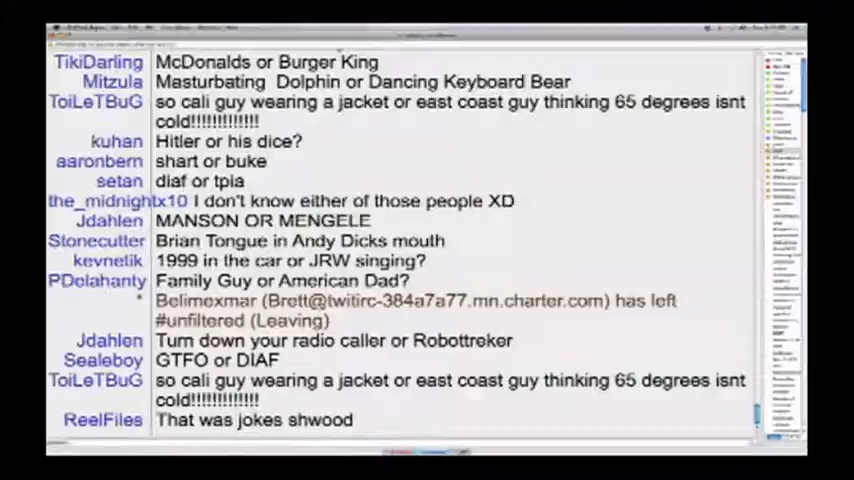 TikiDarling McDonalds or Burger King
Mitzula Masturbating Dolphin or Dancing Keyboard Bear
ToiLeTBuG so cali guy wearing a jacket or east coast guy thinking 65 degrees isnt
cold!!!!!!!!!!!!!
kuhan Hitler or his dice?
aaronbern shart or buke
setan diaf or tpia
the_midnightx10 I don't know either of those people XD
Jdahlen MANSON OR MENGELE
Stonecutter Brian Tongue in Andy Dicks mouth
kevnetik 1999 in the car or JRW singing?
PDelahanty Family Guy or American Dad?
* Belimexmar (Brett@twitirc-384a7a77.mn.charter.com) has left
#unfiltered (Leaving)
Jdahlen Turn down your radio caller or Robottreker
Sealeboy GTFO or DIAF
ToiLeTBuG so cali guy wearing a jacket or east coast guy thinking 65 degrees isnt
cold!!!!!!!!!!!!!
ReelFiles That was jokes shwood